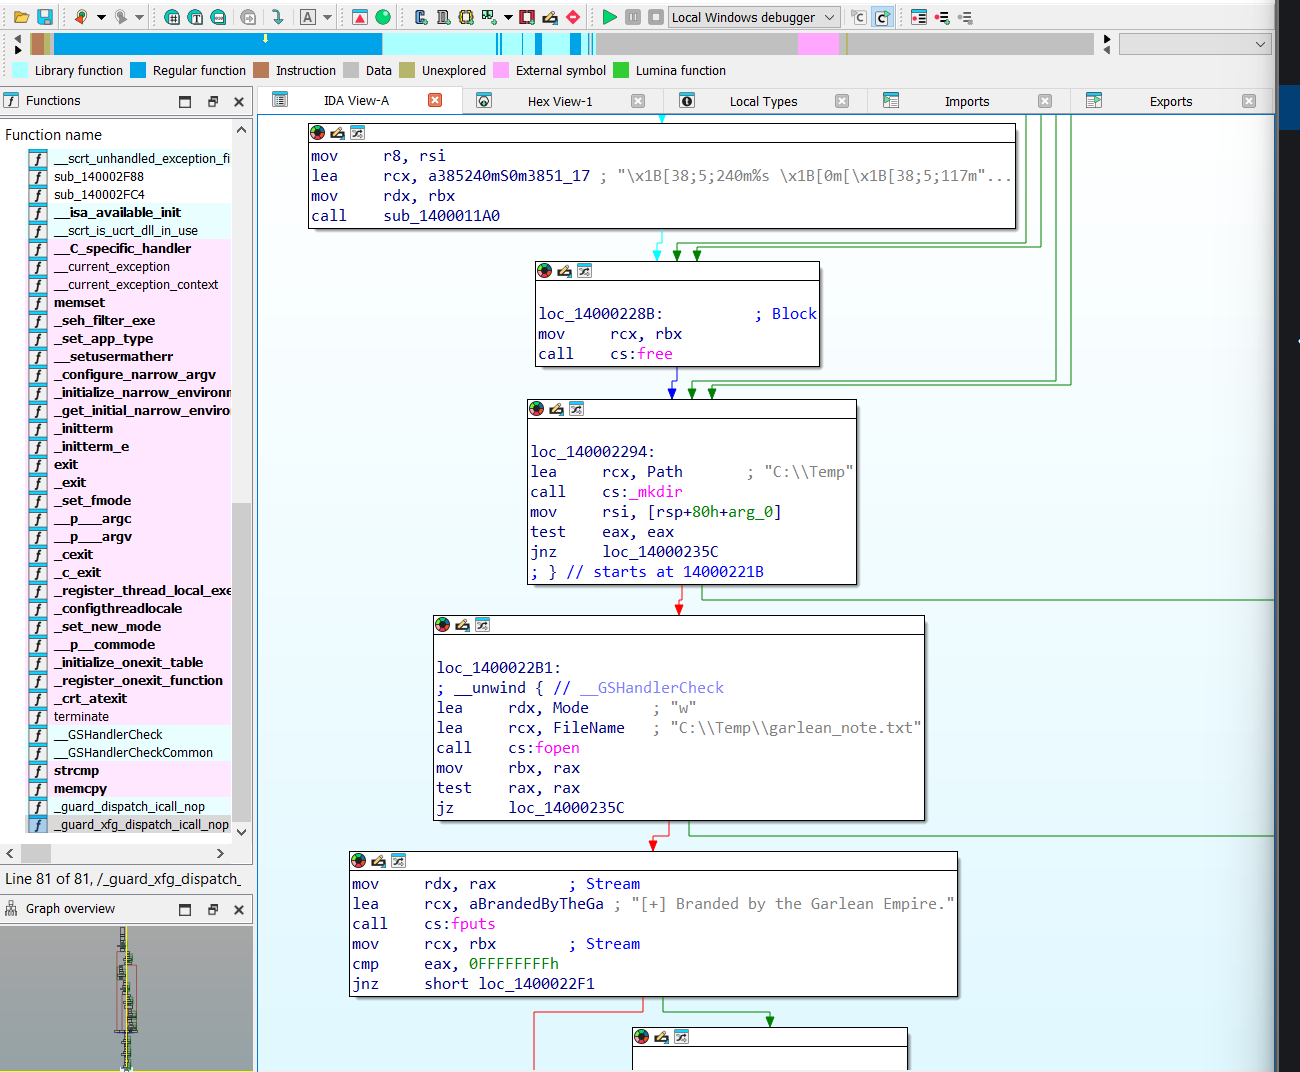 Local Windows debugger
Library function
Regular function
Instruction
Data
Unexplored
External symbol
Lumina function
Functions
IDA View-A
Hex View-1
Local Types
Imports
Exports
Function name
__scrt_unhandled_exception_fi
sub_140002F88
sub_140002FC4
__isa_available_init
__scrt_is_ucrt_dll_in_use
__C_specific_handler
__current_exception
__current_exception_context
memset
_seh_filter_exe
_set_app_type
__setusermatherr
_configure_narrow_argv
_initialize_narrow_environm
_get_initial_narrow_enviro
_initterm
_initterm_e
exit
_exit
_set_fmode
__p___argc
__p___argv
_cexit
_c_exit
_register_thread_local_exe
_configthreadlocale
_set_new_mode
__p__commode
_initialize_onexit_table
_register_onexit_function
_crt_atexit
terminate
__GSHandlerCheck
__GSHandlerCheckCommon
strcmp
memcpy
_guard_dispatch_icall_nop
_guard_xfg_dispatch_icall_nop
Line 81 of 81, /_guard_xfg_dispatch_
Graph overview
mov r8, rsi
lea rcx, a385240mS0m3851_17 ; "\x1B[38;5;240m%s \x1B[0m[\x1B[38;5;117m"...
mov rdx, rbx
call sub_1400011A0
loc_14000228B: ; Block
mov rcx, rbx
call cs:free
loc_140002294:
lea rcx, Path ; "C:\\Temp"
call cs:_mkdir
mov rsi, [rsp+80h+arg_0]
test eax, eax
jnz loc_14000235C
; } // starts at 14000221B
loc_1400022B1:
; __unwind { // __GSHandlerCheck
lea rdx, Mode ; "w"
lea rcx, FileName ; "C:\\Temp\\garlean_note.txt"
call cs:fopen
mov rbx, rax
test rax, rax
jz loc_14000235C
mov rdx, rax ; Stream
lea rcx, aBrandedByTheGa ; "[+] Branded by the Garlean Empire."
call cs:fputs
mov rcx, rbx ; Stream
cmp eax, 0FFFFFFFFh
jnz short loc_1400022F1